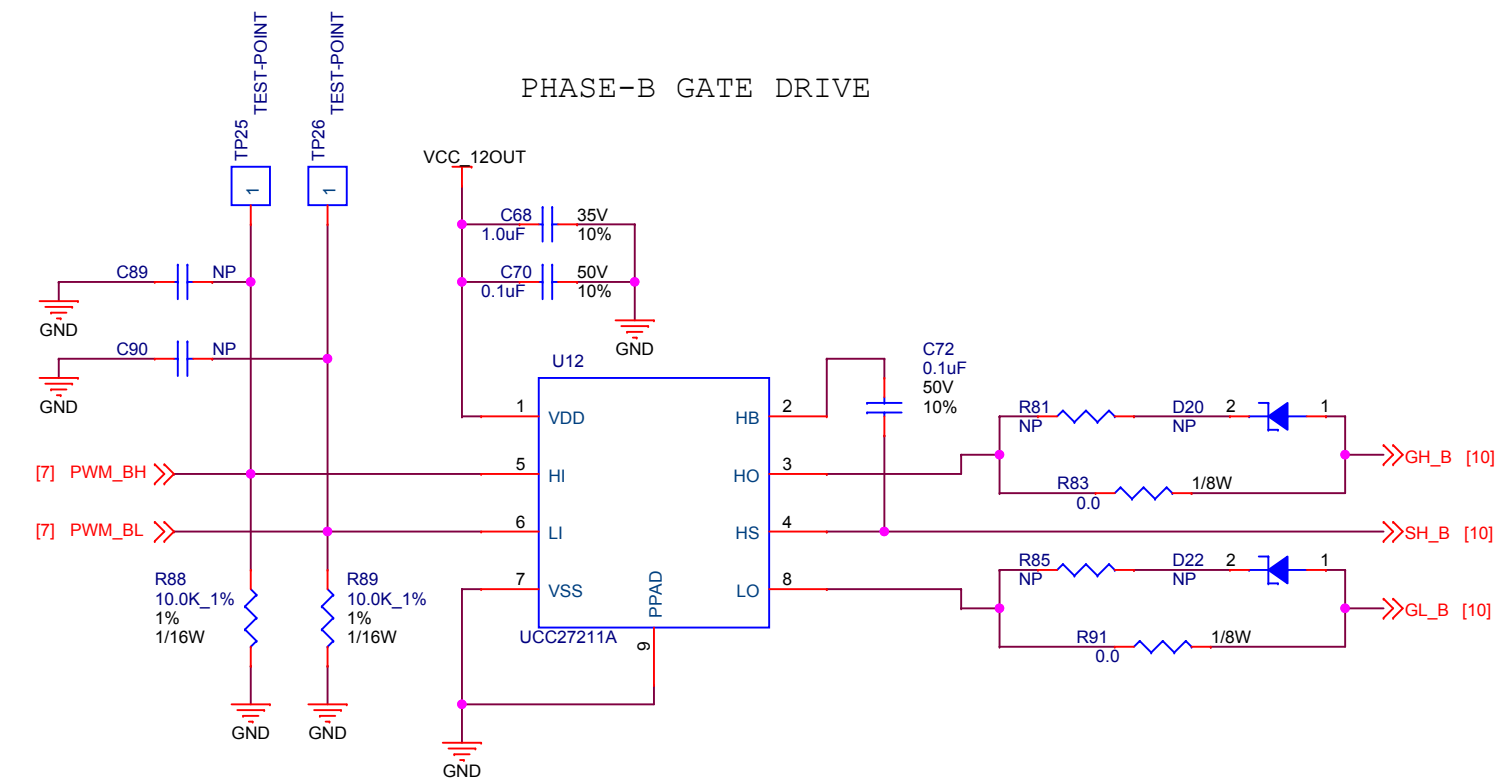 PHASE-B GATE DRIVE
TP25
TEST-POINT
1
TP26
TEST-POINT
1
VCC_12OUT
C68
1.0uF
35V
10%
C70
0.1uF
50V
10%
GND
C89
NP
GND
C90
NP
GND
U12
1
VDD
5
HI
6
LI
7
VSS
HB
2
HO
3
HS
4
LO
8
PPAD
9
UCC27211A
[7] PWM_BH
[7] PWM_BL
R88
10.0K_1%
1%
1/16W
GND
R89
10.0K_1%
1%
1/16W
GND
GND
C72
0.1uF
50V
10%
R81
NP
D20
NP
2
1
R83
0.0
1/8W
GH_B [10]
SH_B [10]
R85
NP
D22
NP
2
1
R91
0.0
1/8W
GL_B [10]